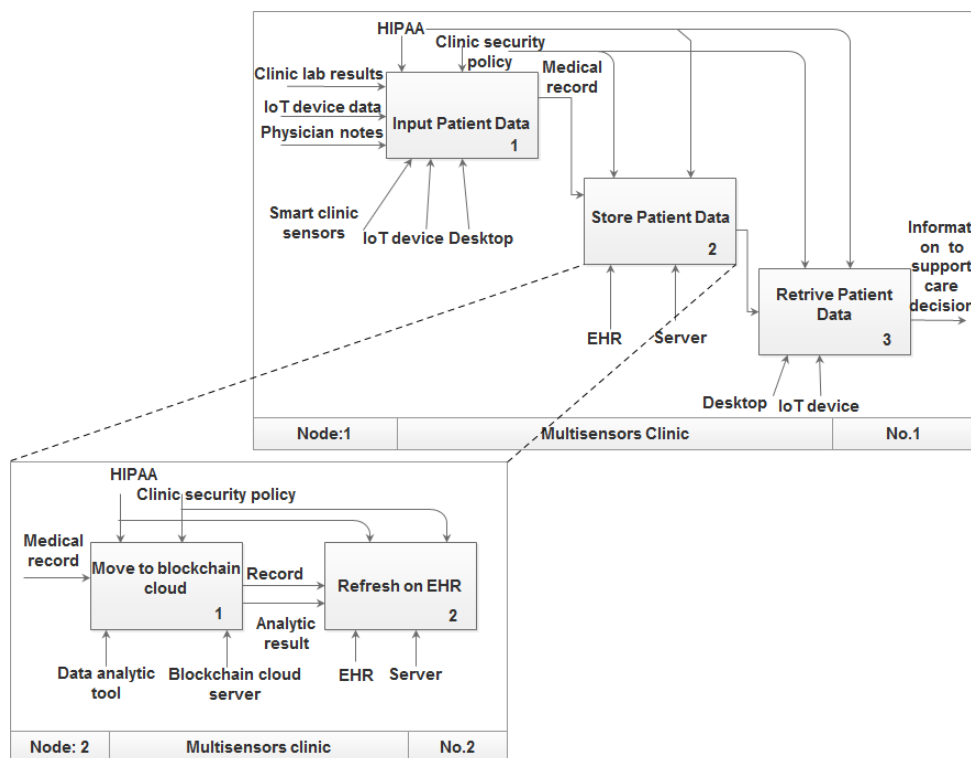 HIPAA
Clinic security
policy
Medical
record
Clinic lab results
IoT device data
Physician notes
Input Patient Data
1
Smart clinic
sensors
IoT device
Desktop
Store Patient Data
2
EHR
Server
Informati
on to
support
care
decision
Retrive Patient
Data
3
Desktop
IoT device
Node:1
Multisensors Clinic
No.1
HIPAA
Clinic security policy
Medical
record
Move to blockchain
cloud
1
Record
Analytic
result
Refresh on EHR
2
Data analytic
tool
Blockchain cloud
server
EHR
Server
Node: 2
Multisensors clinic
No.2